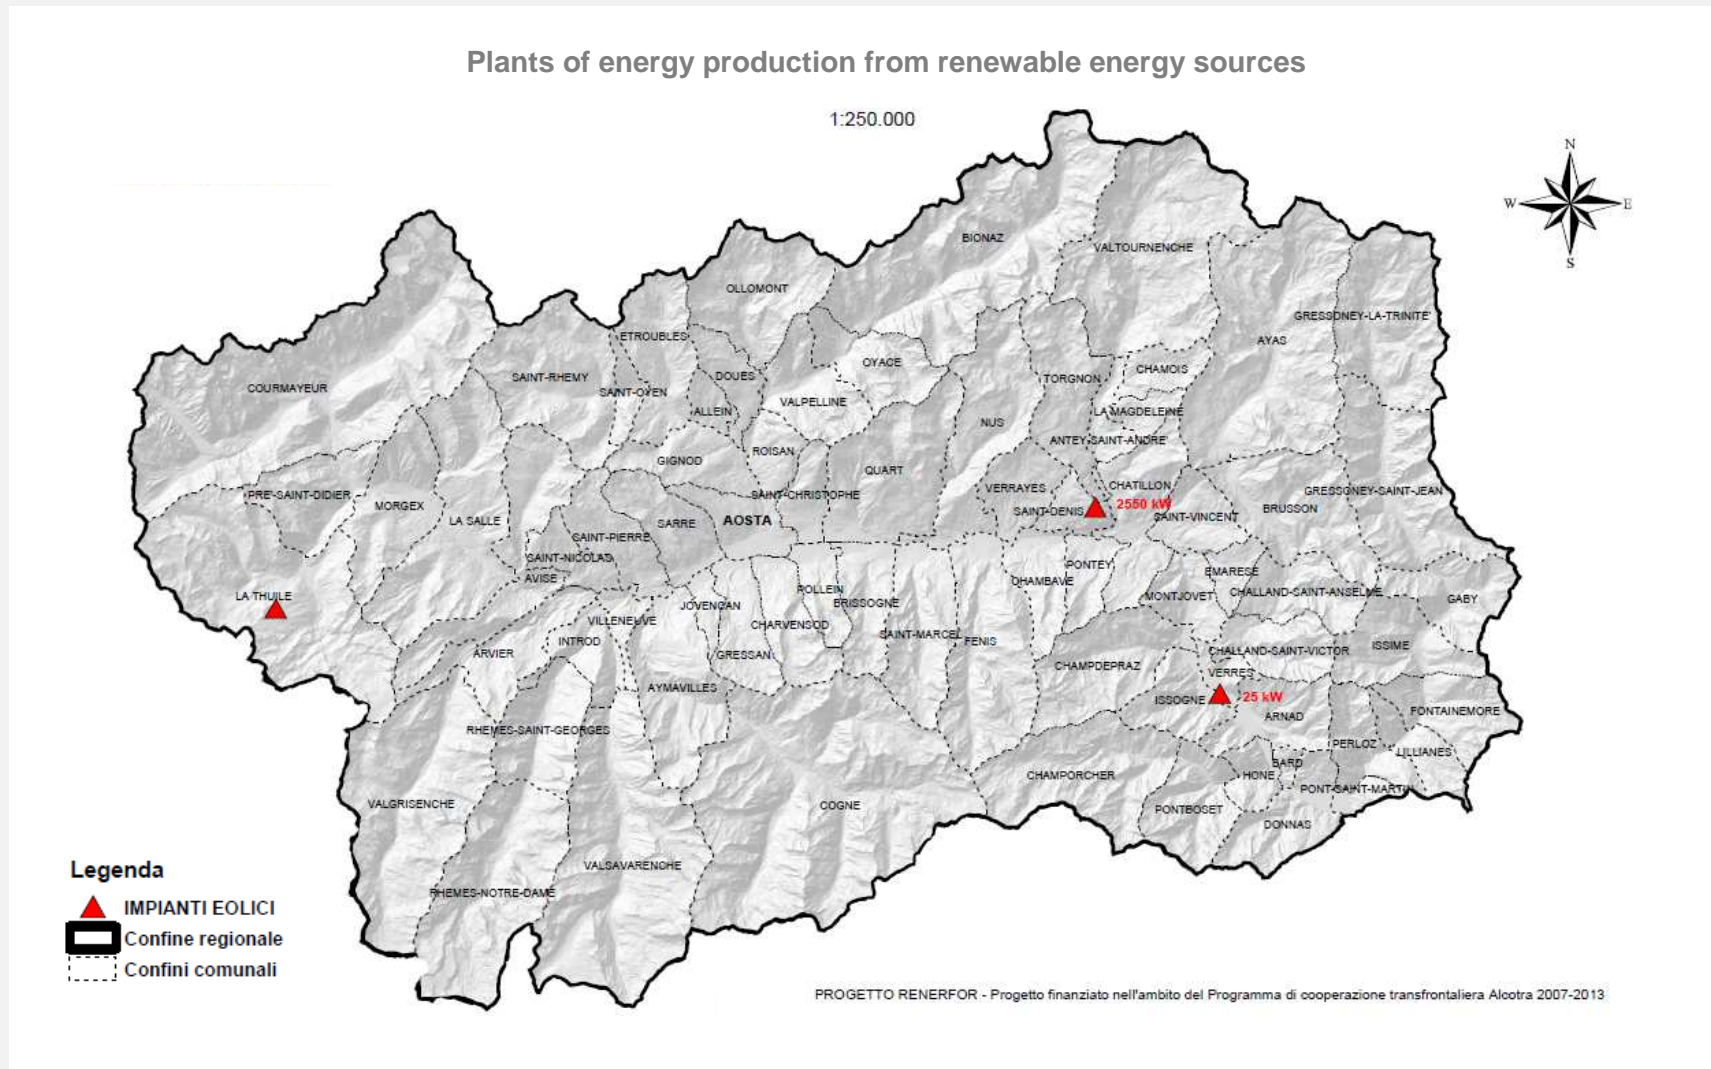 Plants of energy production from renewable energy sources
1:250.000
N
W
E
S
BIONAZ
VALTOURNENCHE
OLLOMONT
GRESSONEY-LA-TRINITE'
ETROUBLES
AYAS
OYACE
CHAMOIS
COURMAYEUR
SAINT-RHEMY
DOUES
TORGNON
SAINT-OYEN
VALPELLINE
ALLEIN
LA MAGDELEINE
NUS
ANTEY-SAINT-ANDRE'
ROISAN
GIGNOD
QUART
PRE'-SAINT-DIDIER
SAINT-CHRISTOPHE
VERRAYES
CHATILLON
GRESSONEY-SAINT-JEAN
MORGEX
2550 kW
BRUSSON
LA SALLE
SARRE
AOSTA
SAINT-DENIS
SAINT-VINCENT
SAINT-PIERRE
SAINT-NICOLAS
PONTEY
AVISE
CHAMBAVE
EMARESE
LA THUILE
POLLEIN
MONTJOVET
CHALLAND-SAINT-ANSELME
GABY
JOVENCAN
BRISSOGNE
VILLENEUVE
CHARVENSOD
INTROD
SAINT-MARCEL
FENIS
ISSIME
ARVIER
GRESSAN
CHALLAND-SAINT-VICTOR
CHAMPDEPRAZ
VERRES
AYMAVILLES
ISSOGNE
25 kW
ARNAD
FONTAINEMORE
RHEMES-SAINT-GEORGES
PERLOZ
LILLIANES
BARD
HONE
CHAMPORCHER
PONT-SAINT-MARTIN
VALGRISENCHE
COGNE
PONTBOSET
DONNAS
VALSAVARENCHE
RHEMES-NOTRE-DAME
Legenda
IMPIANTI EOLICI
Confine regionale
Confini comunali
PROGETTO RENERFOR - Progetto finanziato nell'ambito del Programma di cooperazione transfrontaliera Alcotra 2007-2013